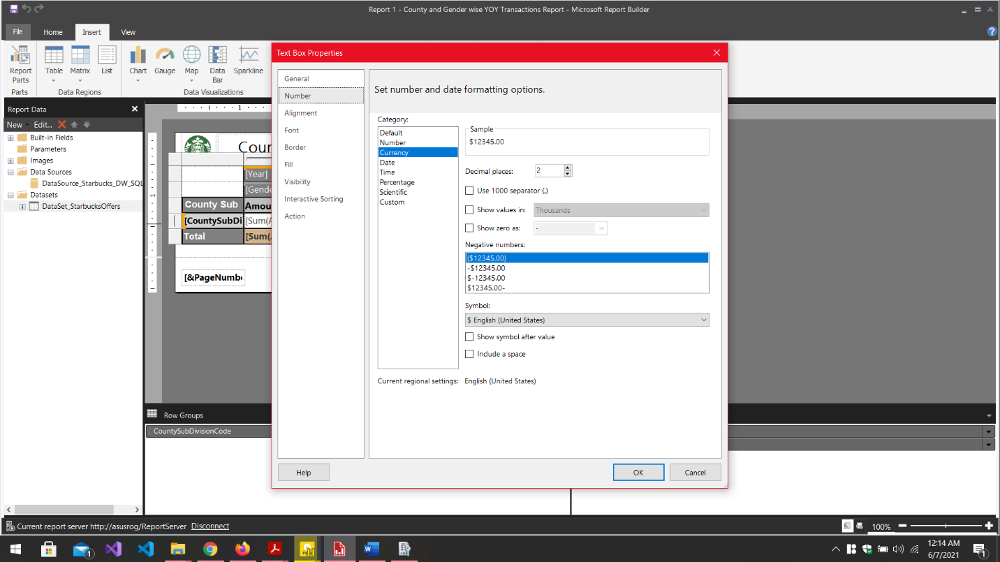 Report 1 - County and Gender wise YOY Transactions Report - Microsoft Report Builder
File
Home
Insert
View
Report Parts
Table
Matrix
List
Chart
Gauge
Map
Data Bar
Sparkline
Parts
Data Regions
Data Visualizations
Report Data
New
Edit...
Built-in Fields
Parameters
Images
Data Sources
DataSource_Starbucks_DW_SQL
Datasets
DataSet_StarbucksOffers
1
Coun
[Year]
[Gende
County Sub
Amou
[CountySubDi
[Sum(A
Total
[Sum(A
[&PageNumbe
1
Text Box Properties
General
Number
Alignment
Font
Border
Fill
Visibility
Interactive Sorting
Action
Set number and date formatting options.
Category:
Default
Number
Currency
Date
Time
Percentage
Scientific
Custom
Sample
$12345.00
Decimal places:
2
Use 1000 separator (,)
Show values in:
Thousands
Show zero as:
-
Negative numbers:
($12345.00)
-$12345.00
$-12345.00
$12345.00-
Symbol:
$ English (United States)
Show symbol after value
Include a space
Current regional settings:
English (United States)
Help
OK
Cancel
Row Groups
CountySubDivisionCode
Current report server http://asusrog/ReportServer
Disconnect
100%
1
12:14 AM
6/7/2021
1